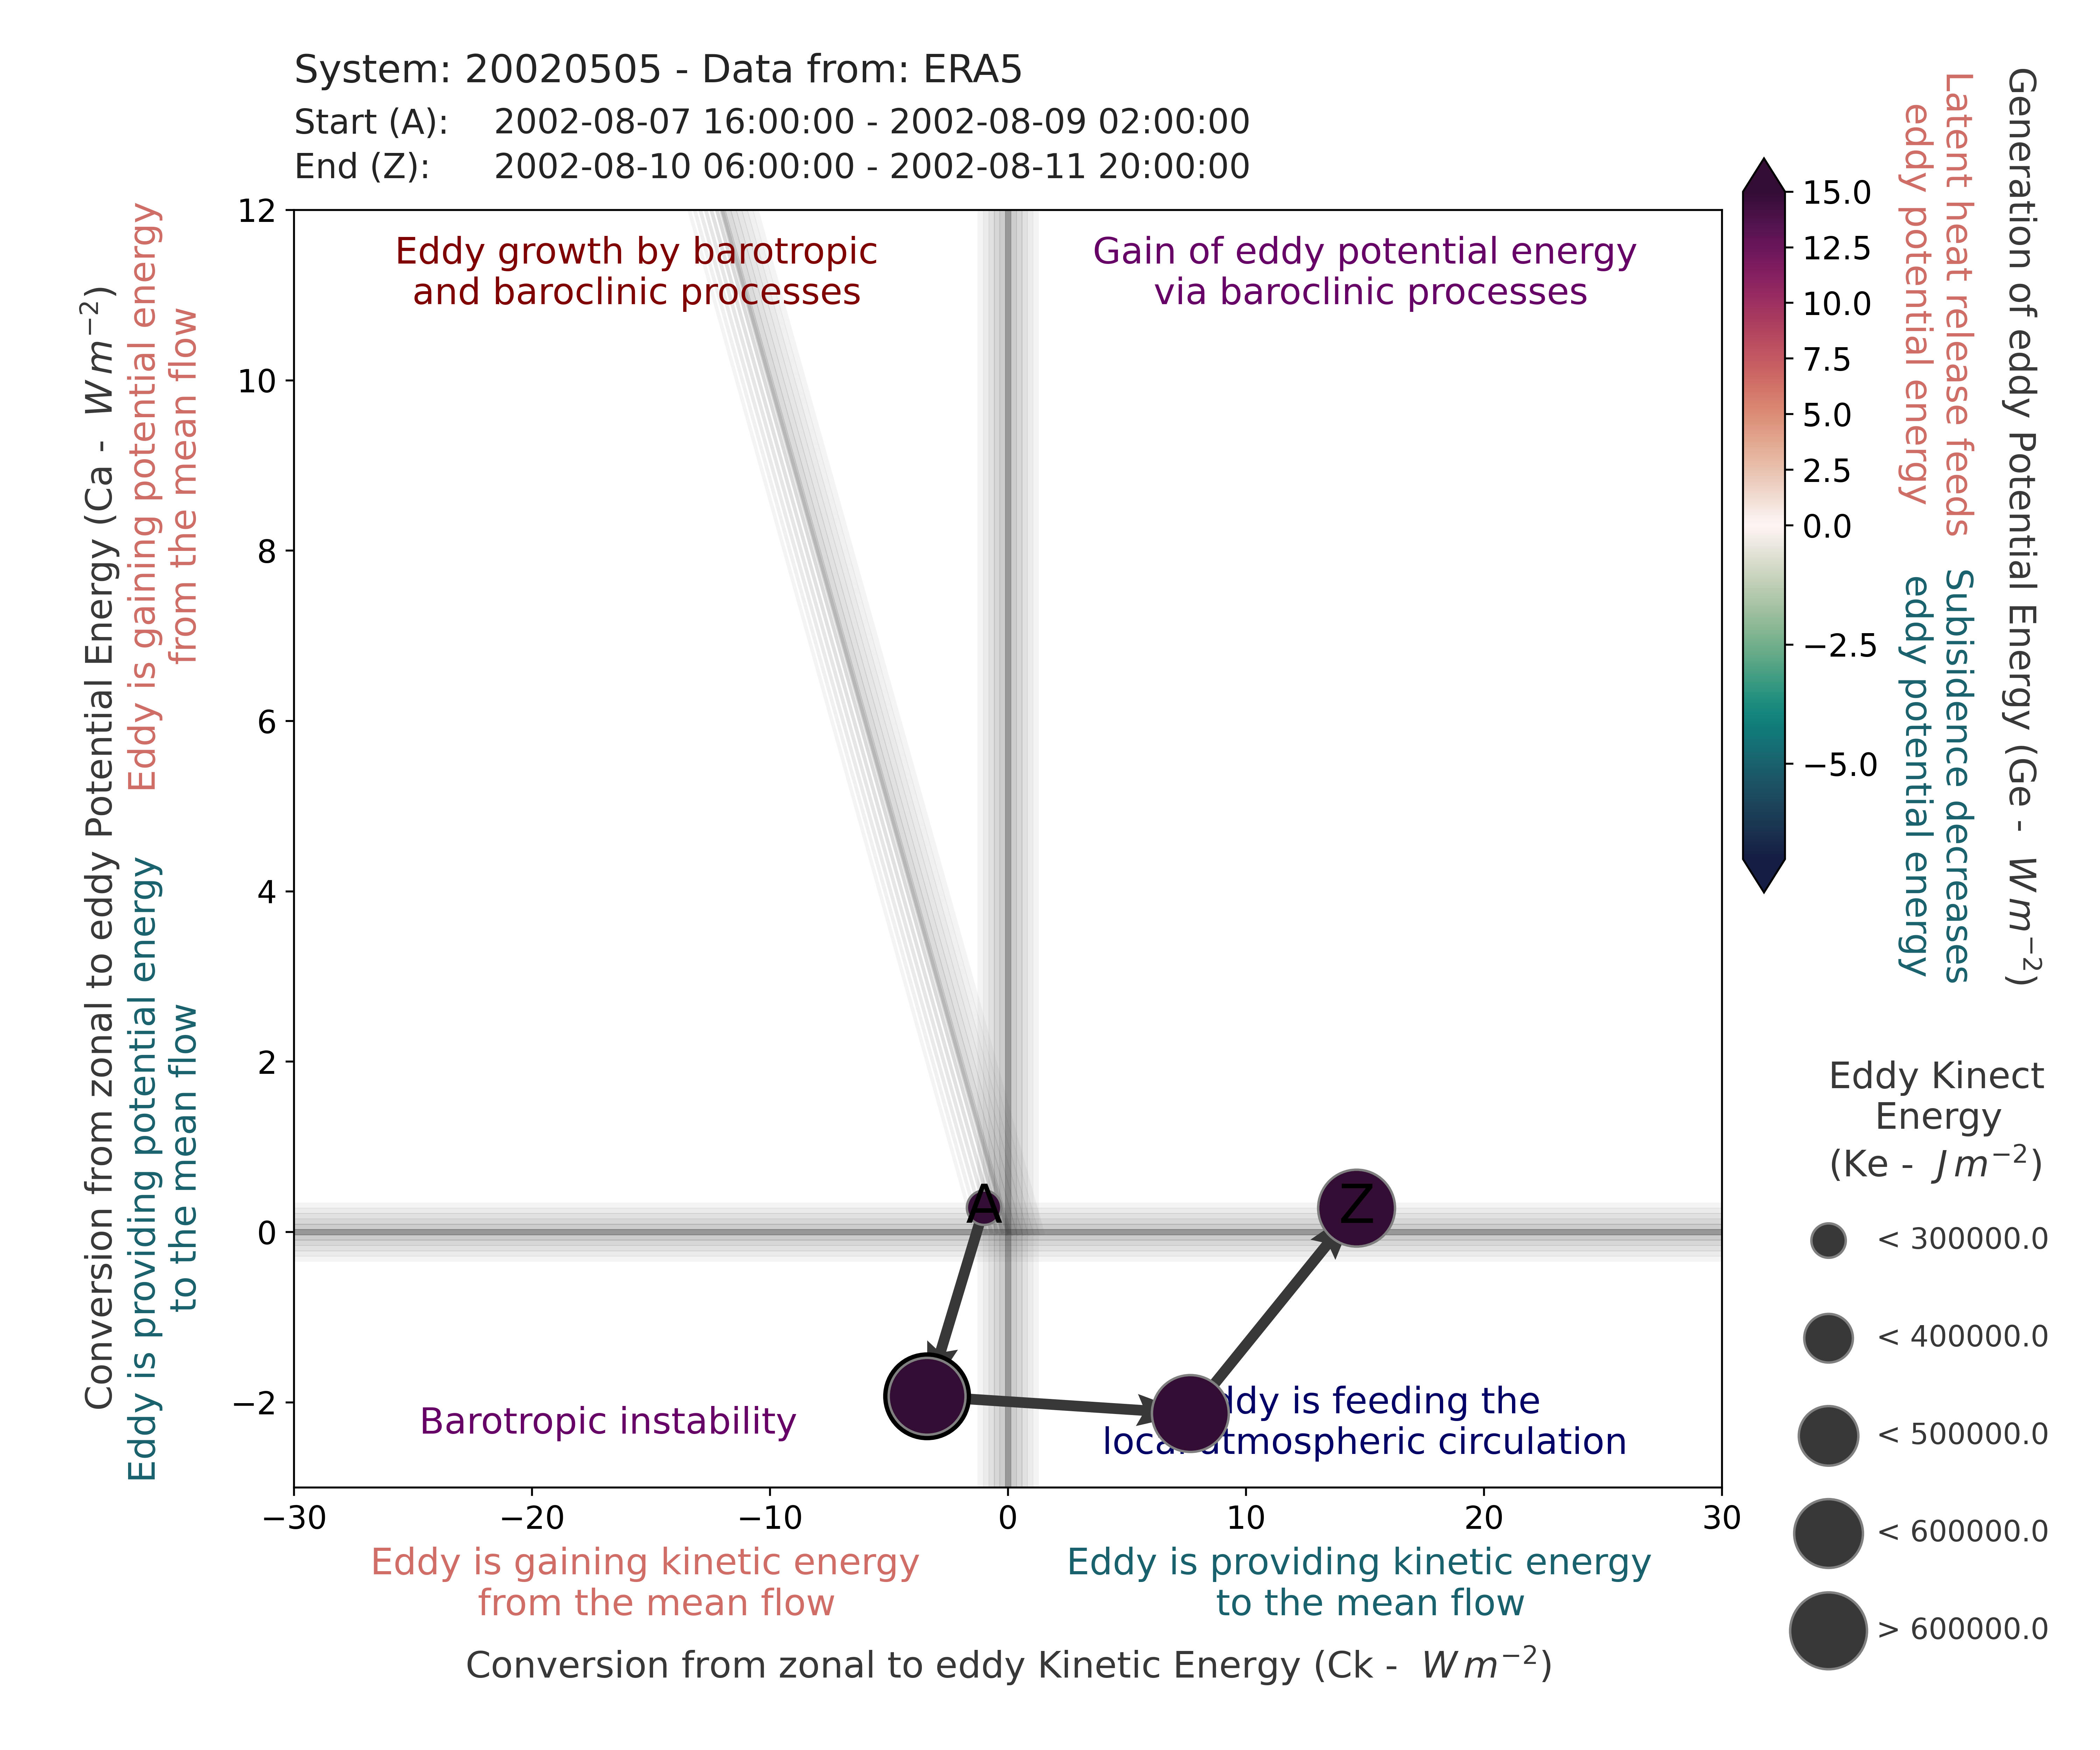 System: 20020505 - Data from: ERA5
Start (A): 2002-08-07 16:00:00 - 2002-08-09 02:00:00
End (Z): 2002-08-10 06:00:00 - 2002-08-11 20:00:00
Conversion from zonal to eddy Potential Energy (Ca - W m⁻²)
Eddy is gaining potential energy
from the mean flow
Eddy is providing potential energy
to the mean flow
12
10
8
6
4
2
0
−2
Eddy growth by barotropic
and baroclinic processes
Gain of eddy potential energy
via baroclinic processes
A
Z
Barotropic instability
ddy is feeding the
local atmospheric circulation
−30
−20
−10
0
10
20
30
Eddy is gaining kinetic energy
from the mean flow
Eddy is providing kinetic energy
to the mean flow
Conversion from zonal to eddy Kinetic Energy (Ck - W m⁻²)
15.0
12.5
10.0
7.5
5.0
2.5
0.0
−2.5
−5.0
Latent heat release feeds
eddy potential energy
Subisidence decreases
eddy potential energy
Generation of eddy Potential Energy (Ge - W m⁻²)
Eddy Kinect
Energy
(Ke - J m⁻²)
< 300000.0
< 400000.0
< 500000.0
< 600000.0
> 600000.0